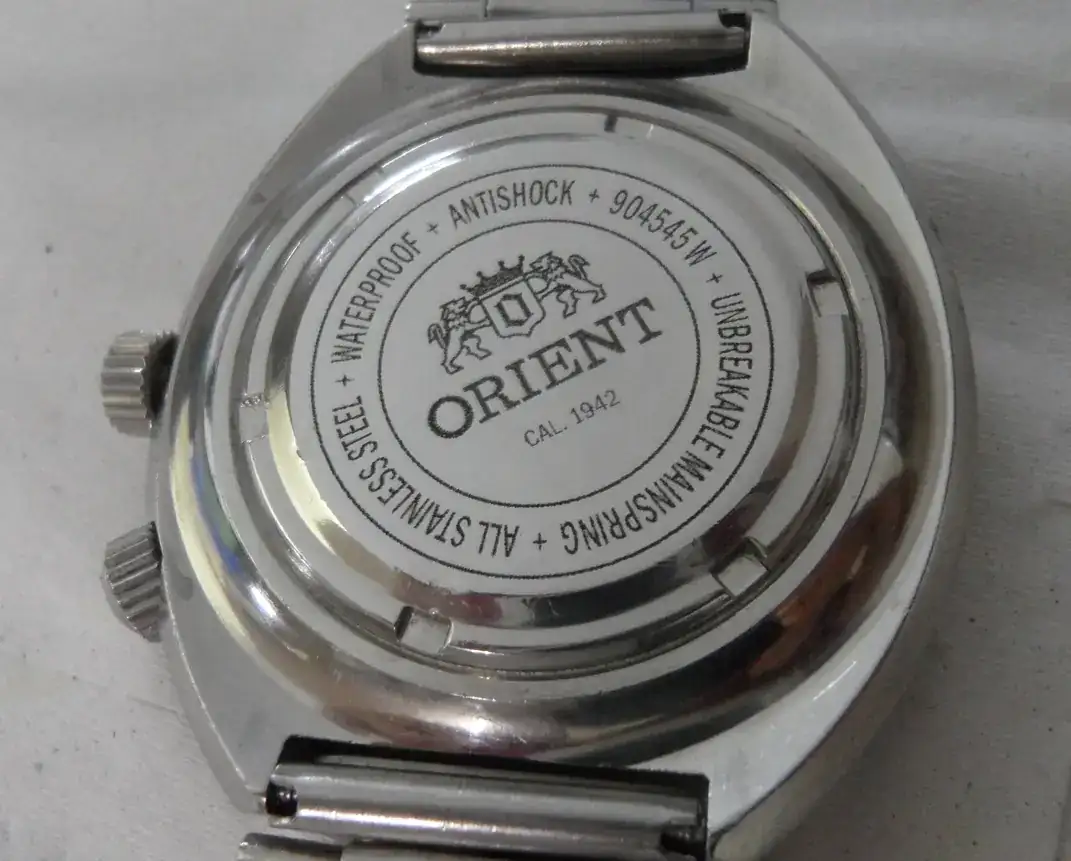 ORIENT
CAL. 1942
WATERPROOF + ANTISHOCK + 904545 W + UNBREAKABLE MAINSPRING + ALL STAINLESS STEEL +